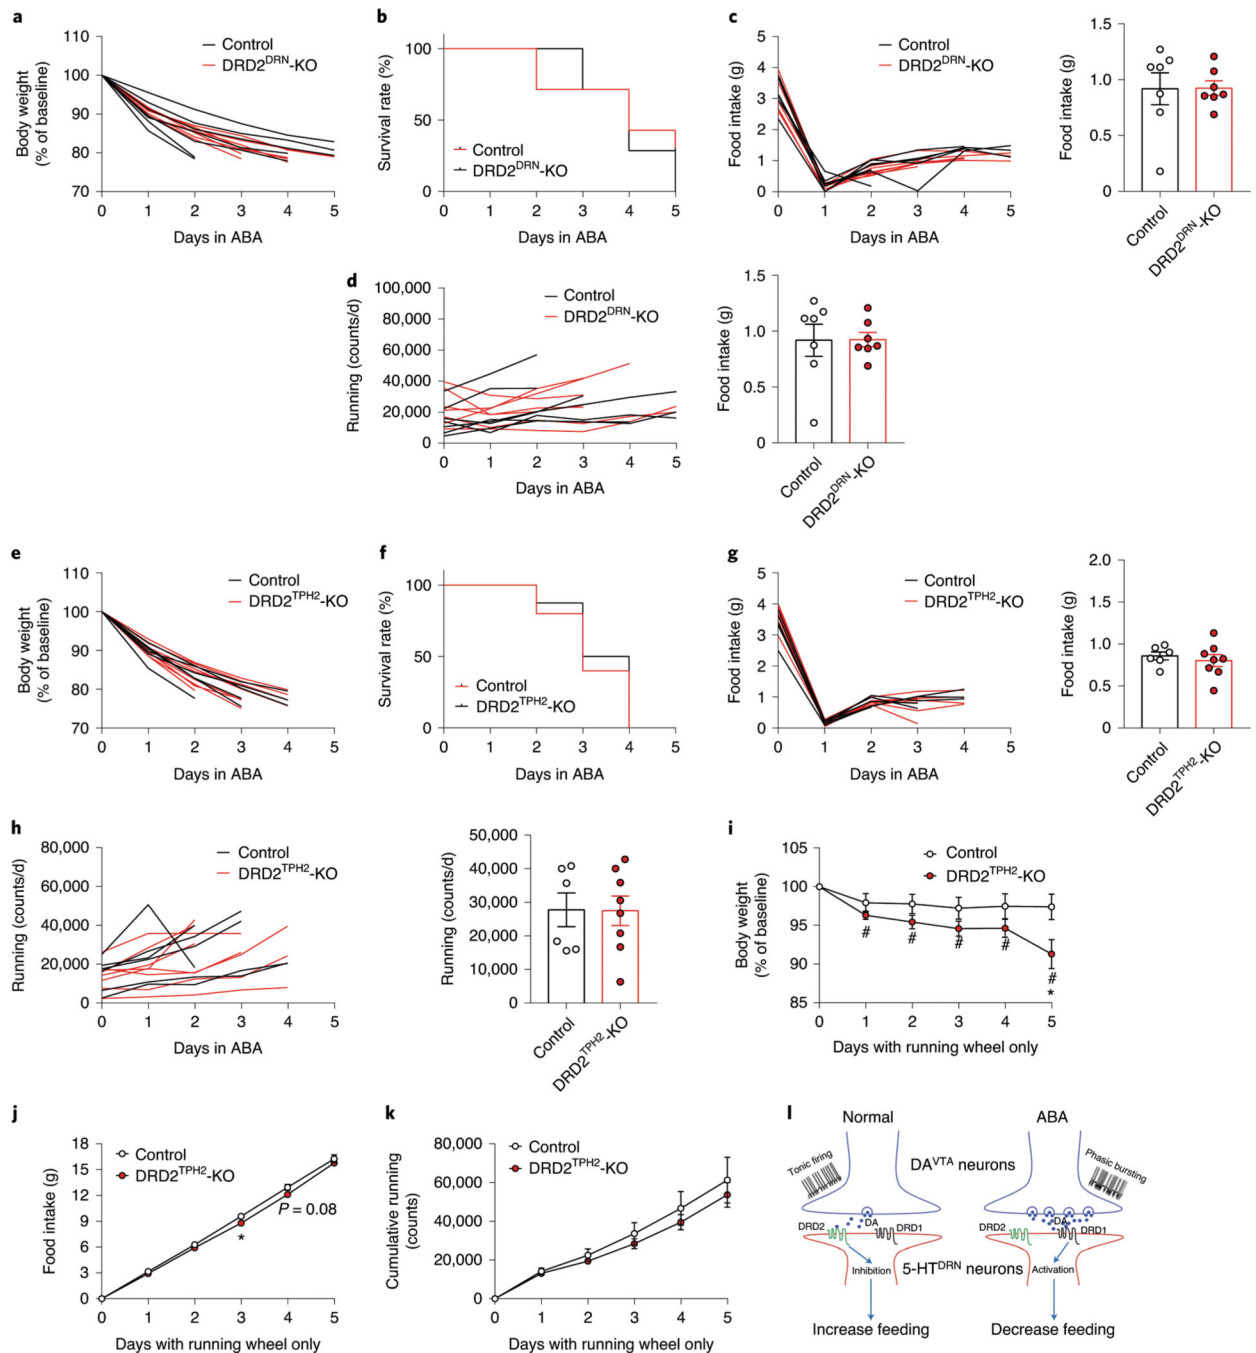 a
110
100
90
80
70
Body weight
(% of baseline)
Control
DRD2DRN-KO
0 1 2 3 4 5
Days in ABA
b
100
50
0
Survival rate (%)
Control
DRD2DRN-KO
0 1 2 3 4 5
Days in ABA
c
5
4
3
2
1
0
Food intake (g)
Control
DRD2DRN-KO
0 1 2 3 4 5
Days in ABA
1.5
1.0
0.5
0
Food intake (g)
Control
DRD2DRN-KO
d
100,000
80,000
60,000
40,000
20,000
0
Running (counts/d)
Control
DRD2DRN-KO
0 1 2 3 4 5
Days in ABA
1.5
1.0
0.5
0
Food intake (g)
Control
DRD2DRN-KO
e
110
100
90
80
70
Body weight
(% of baseline)
Control
DRD2TPH2-KO
0 1 2 3 4 5
Days in ABA
f
100
50
0
Survival rate (%)
Control
DRD2TPH2-KO
0 1 2 3 4 5
Days in ABA
g
5
4
3
2
1
0
Food intake (g)
Control
DRD2TPH2-KO
0 1 2 3 4 5
Days in ABA
2.0
1.5
1.0
0.5
0
Food intake (g)
Control
DRD2TPH2-KO
h
80,000
60,000
40,000
20,000
0
Running (counts/d)
Control
DRD2TPH2-KO
0 1 2 3 4 5
Days in ABA
50,000
40,000
30,000
20,000
10,000
0
Running (counts/d)
Control
DRD2TPH2-KO
i
105
100
95
90
85
Body weight
(% of baseline)
Control
DRD2TPH2-KO
# # # # #
*
0 1 2 3 4 5
Days with running wheel only
j
18
15
12
9
6
3
0
Food intake (g)
Control
DRD2TPH2-KO
P = 0.08
*
0 1 2 3 4 5
Days with running wheel only
k
80,000
60,000
40,000
20,000
0
Cumulative running
(counts)
Control
DRD2TPH2-KO
0 1 2 3 4 5
Days with running wheel only
l
Normal ABA
Tonic firing
DAVTA neurons
Phasic bursting
DRD2 DA DRD1
DRD2 DA DRD1
Inhibition
5-HTDRN neurons
Activation
Increase feeding
Decrease feeding